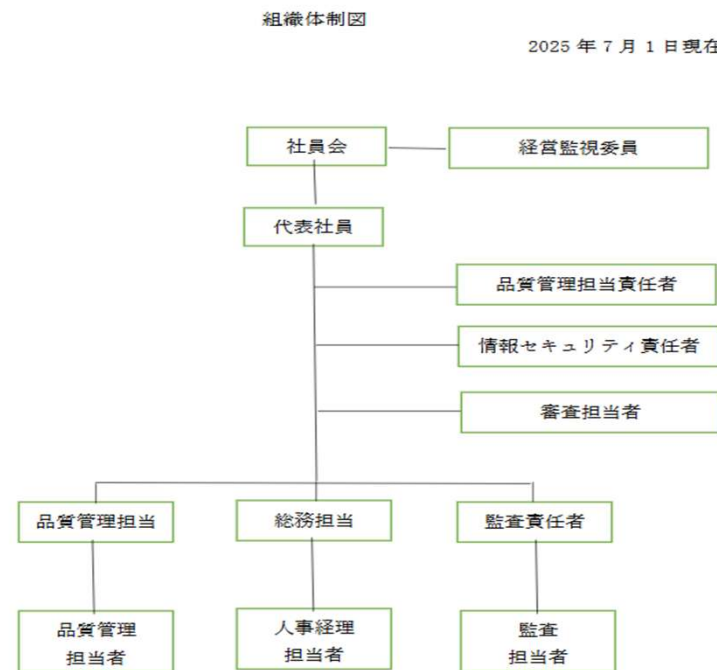 組織体制図
2025 年 7 月 1 日現在
社員会
経営監視委員
代表社員
品質管理担当責任者
情報セキュリティ責任者
審査担当者
品質管理担当
総務担当
監査責任者
品質管理
担当者
人事経理
担当者
監査
担当者